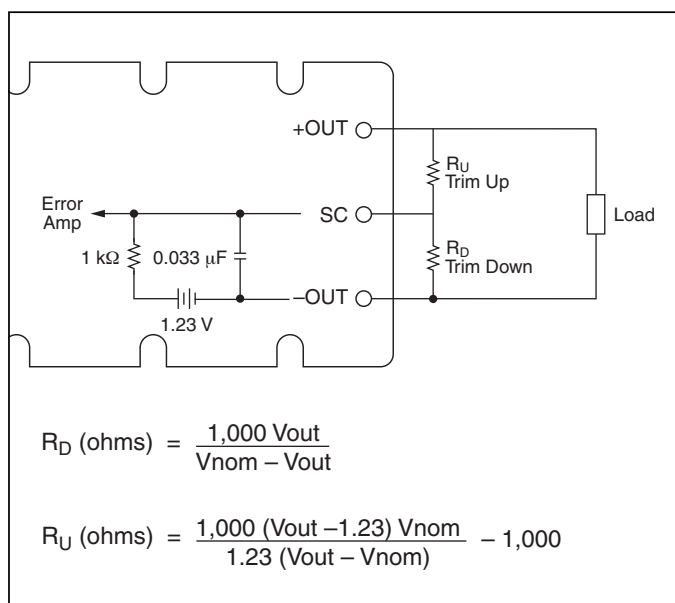 +OUT
R_U
Trim Up
Error
Amp
SC
Load
R_D
Trim Down
1 kΩ
0.033 µF
–OUT
1.23 V
R_D (ohms) = 1,000 Vout / Vnom – Vout
R_U (ohms) = 1,000 (Vout –1.23) Vnom / 1.23 (Vout – Vnom) – 1,000